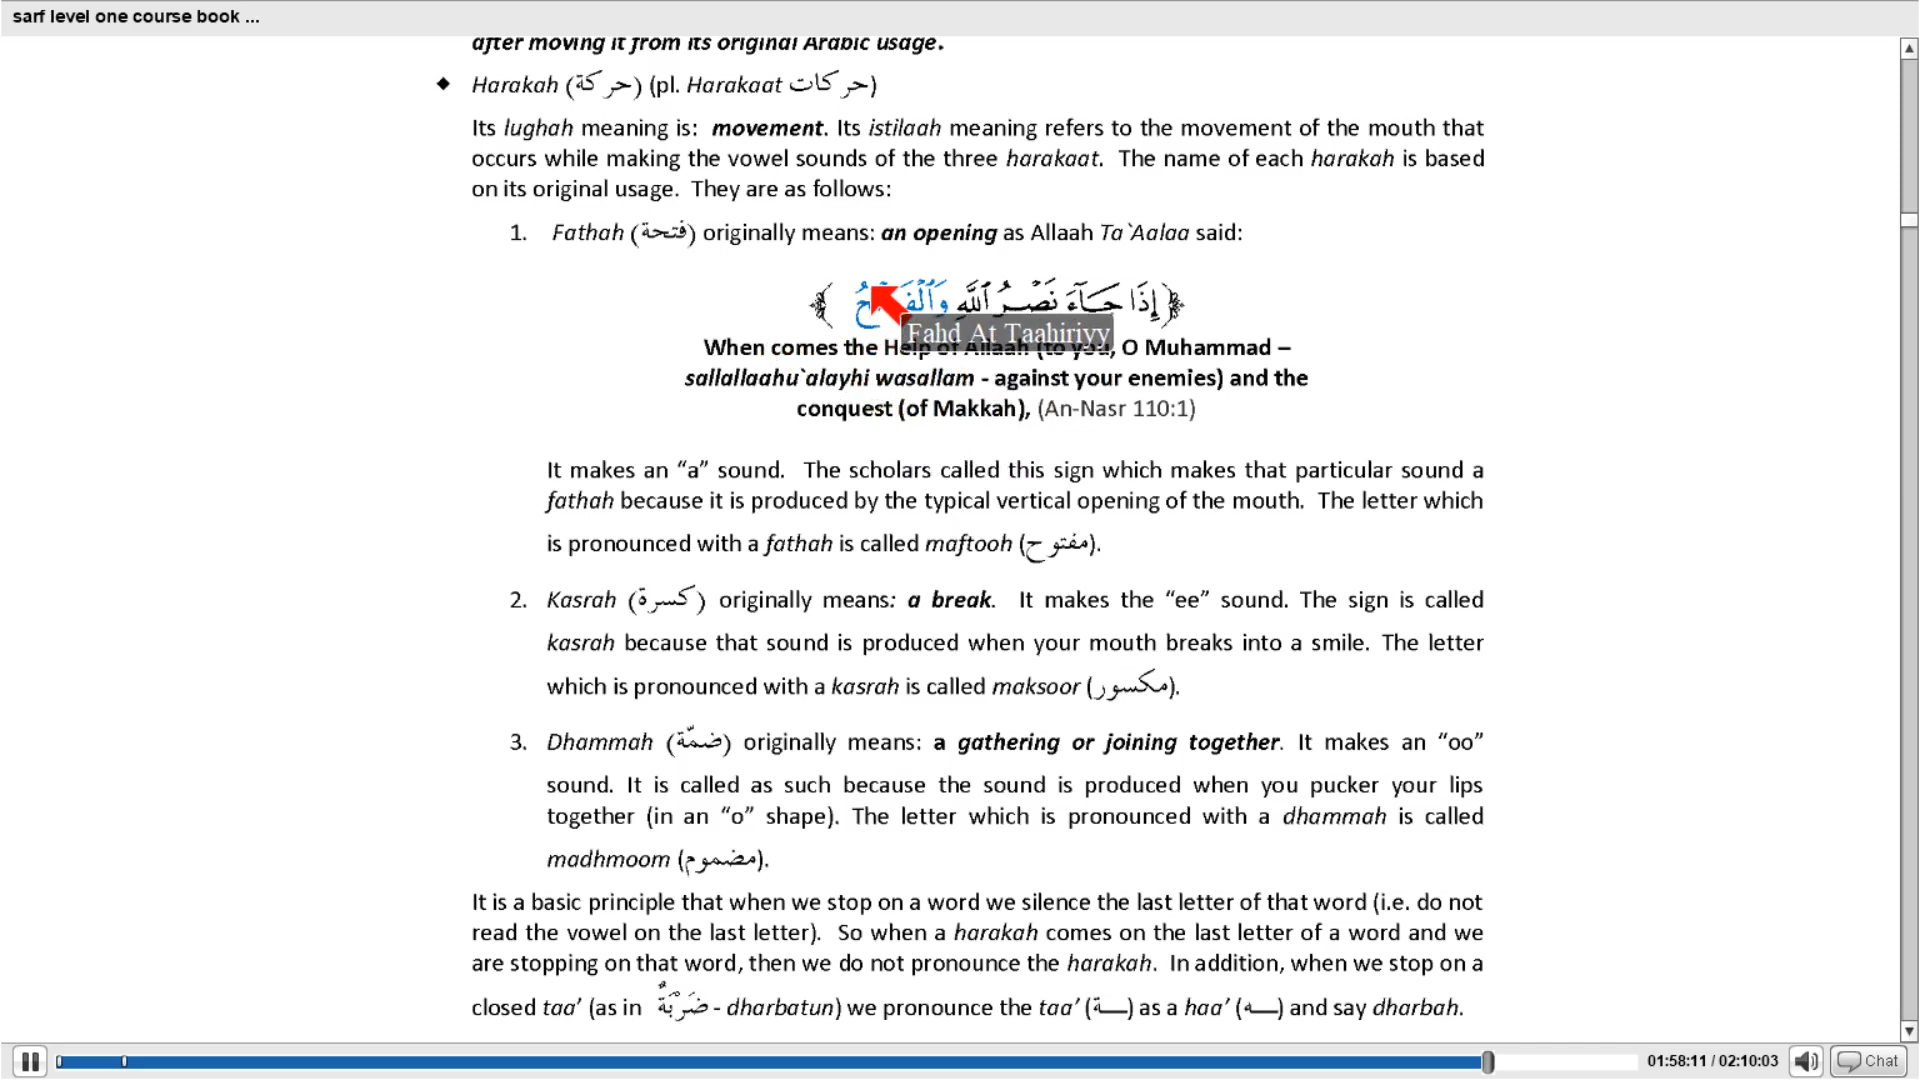 sarf level one course book ...
after moving it from its original Arabic usage.
◆ Harakah (حركة) (pl. Harakaat حركات)
Its lughah meaning is: movement. Its istilaah meaning refers to the movement of the mouth that
occurs while making the vowel sounds of the three harakaat. The name of each harakah is based
on its original usage. They are as follows:
1. Fathah (فتحة) originally means: an opening as Allaah Ta`Aalaa said:
﴿إِذَا جَآءَ نَصْرُ ٱللَّهِ
Fahd At Taahiriyy
When comes the Help of Allaah (to you, O Muhammad –
sallallaahu`alayhi wasallam - against your enemies) and the
conquest (of Makkah), (An-Nasr 110:1)
It makes an “a” sound. The scholars called this sign which makes that particular sound a
fathah because it is produced by the typical vertical opening of the mouth. The letter which
is pronounced with a fathah is called maftooh (مفتوح).
2. Kasrah (كسرة) originally means: a break. It makes the “ee” sound. The sign is called
kasrah because that sound is produced when your mouth breaks into a smile. The letter
which is pronounced with a kasrah is called maksoor (مكسور).
3. Dhammah (ضمّة) originally means: a gathering or joining together. It makes an “oo”
sound. It is called as such because the sound is produced when you pucker your lips
together (in an “o” shape). The letter which is pronounced with a dhammah is called
madhmoom (مضموم).
It is a basic principle that when we stop on a word we silence the last letter of that word (i.e. do not
read the vowel on the last letter). So when a harakah comes on the last letter of a word and we
are stopping on that word, then we do not pronounce the harakah. In addition, when we stop on a
closed taa’ (as in ضَرْبَةٌ - dharbatun) we pronounce the taa’ (ـــة) as a haa’ (ـــه) and say dharbah.
01:58:11 / 02:10:03 Chat